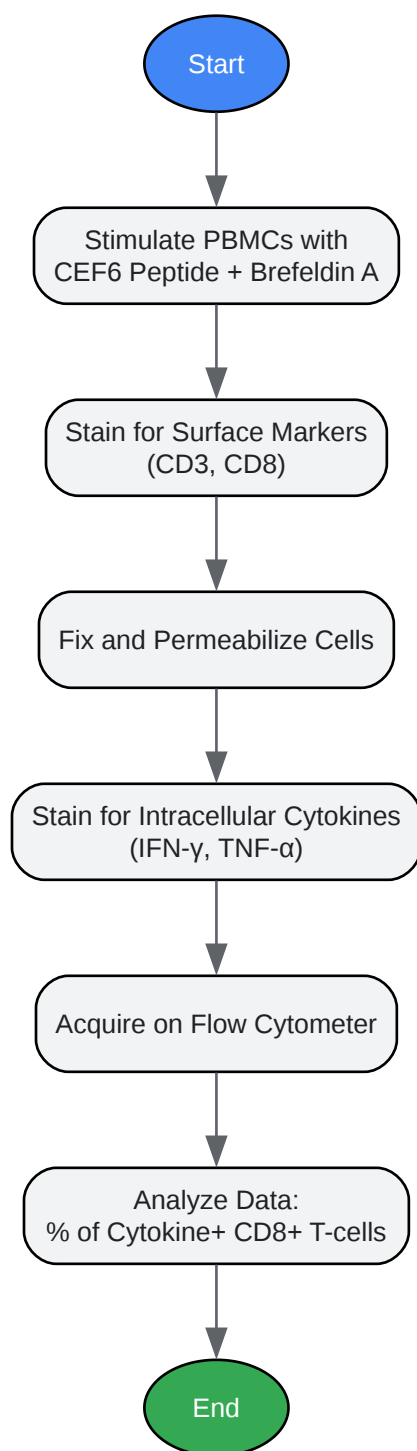 Start
Stimulate PBMCs with
CEF6 Peptide + Brefeldin A
Stain for Surface Markers
(CD3, CD8)
Fix and Permeabilize Cells
Stain for Intracellular Cytokines
(IFN-γ, TNF-α)
Acquire on Flow Cytometer
Analyze Data:
% of Cytokine+ CD8+ T-cells
End